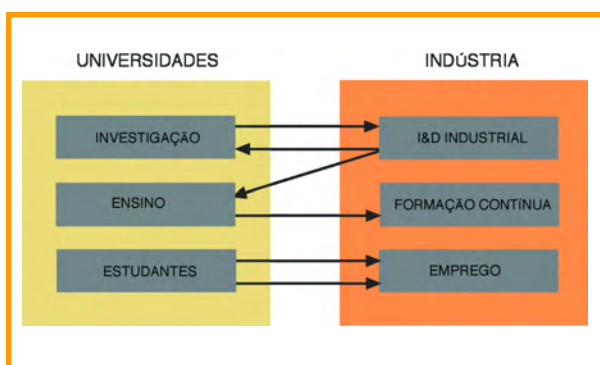 UNIVERSIDADES
INDÚSTRIA
INVESTIGAÇÃO
I&D INDUSTRIAL
ENSINO
FORMAÇÃO CONTÍNUA
ESTUDANTES
EMPREGO